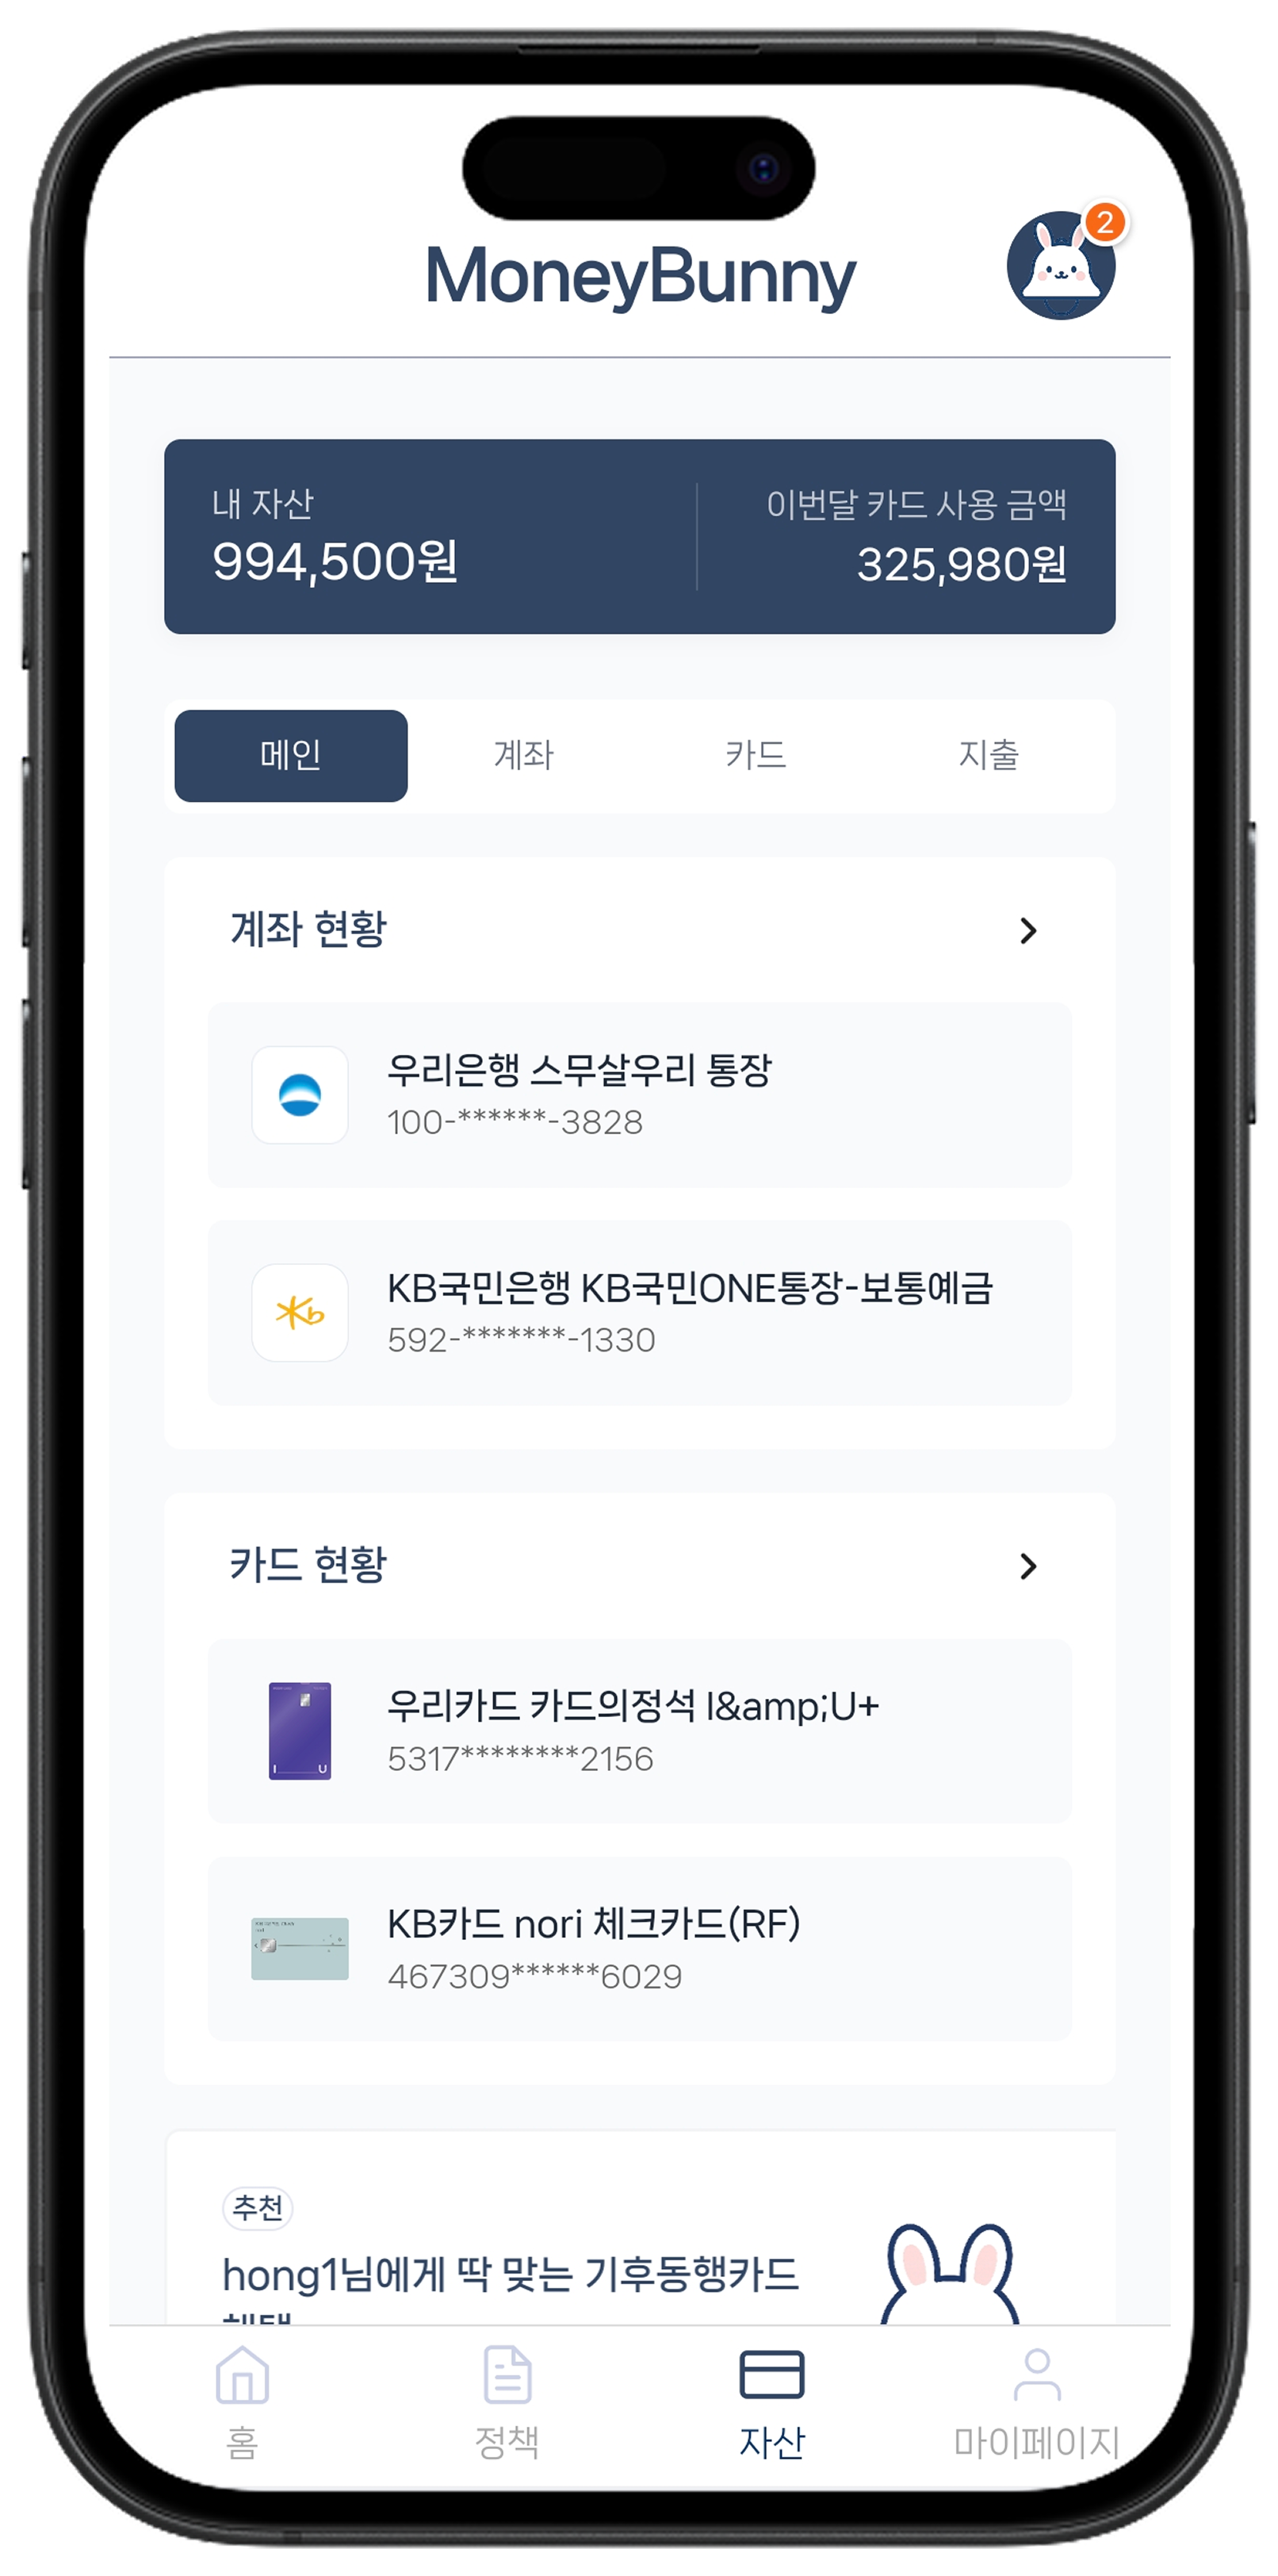 MoneyBunny
2
내 자산
994,500원
이번달 카드 사용 금액
325,980원
메인
계좌
카드
지출
계좌 현황
우리은행 스무살우리 통장
100-******-3828
KB국민은행 KB국민ONE통장-보통예금
592-*******-1330
카드 현황
I U
우리카드 카드의정석 I&amp;U+
5317********2156
KB카드 nori 체크카드(RF)
467309******6029
추천
hong1님에게 딱 맞는 기후동행카드
홈
정책
자산
마이페이지